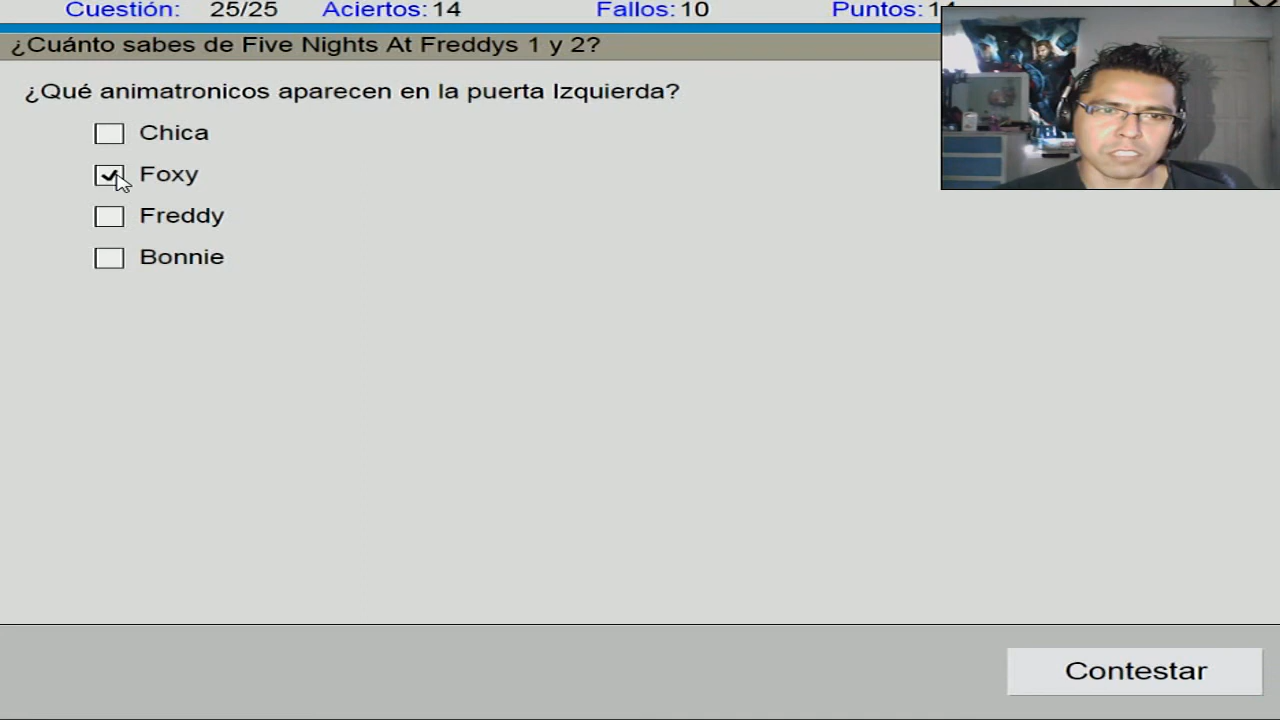 Cuestión: 25/25 Aciertos: 14 Fallos: 10 Puntos: 14
¿Cuánto sabes de Five Nights At Freddys 1 y 2?
¿Qué animatronicos aparecen en la puerta Izquierda?
Chica
Foxy
Freddy
Bonnie
Contestar